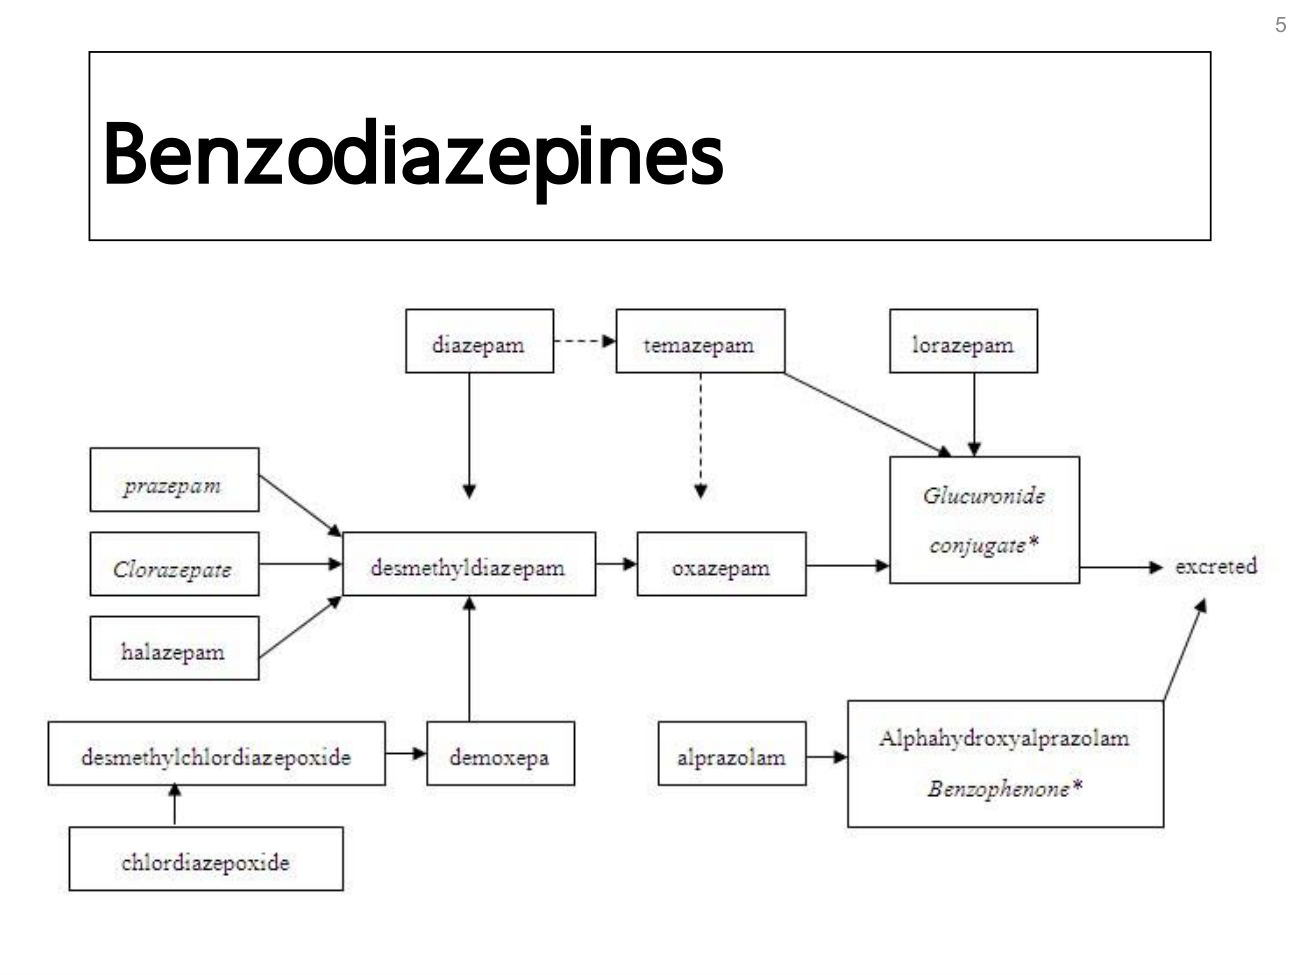 5
Benzodiazepines
diazepam
temazepam
lorazepam
prazepam
Glucuronide
conjugate*
Clorazepate
desmethyldiazepam
oxazepam
excreted
halazepam
desmethylchlordiazepoxide
demoxepa
alprazolam
Alphahydroxyalprazolam
Benzophenone*
chlordiazepoxide